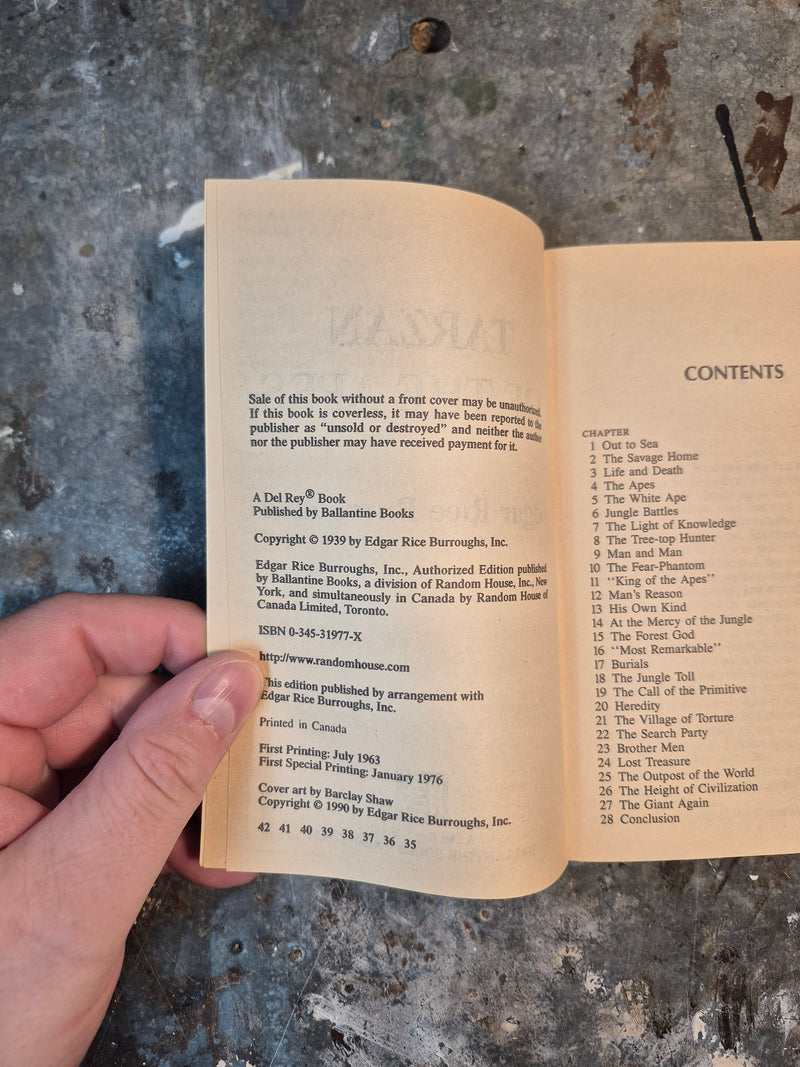 Sale of this book without a front cover may be unauthorized.
If this book is coverless, it may have been reported to the
publisher as “unsold or destroyed” and neither the author
nor the publisher may have received payment for it.
A Del Rey® Book
Published by Ballantine Books
Copyright © 1939 by Edgar Rice Burroughs, Inc.
Edgar Rice Burroughs, Inc., Authorized Edition published
by Ballantine Books, a division of Random House, Inc., New
York, and simultaneously in Canada by Random House of
Canada Limited, Toronto.
ISBN 0-345-31977-X
http://www.randomhouse.com
This edition published by arrangement with
Edgar Rice Burroughs, Inc.
Printed in Canada
First Printing: July 1963
First Special Printing: January 1976
Cover art by Barclay Shaw
Copyright © 1990 by Edgar Rice Burroughs, Inc.
42 41 40 39 38 37 36 35
CONTENTS
CHAPTER
1 Out to Sea
2 The Savage Home
3 Life and Death
4 The Apes
5 The White Ape
6 Jungle Battles
7 The Light of Knowledge
8 The Tree-top Hunter
9 Man and Man
10 The Fear-Phantom
11 “King of the Apes”
12 Man’s Reason
13 His Own Kind
14 At the Mercy of the Jungle
15 The Forest God
16 “Most Remarkable”
17 Burials
18 The Jungle Toll
19 The Call of the Primitive
20 Heredity
21 The Village of Torture
22 The Search Party
23 Brother Men
24 Lost Treasure
25 The Outpost of the World
26 The Height of Civilization
27 The Giant Again
28 Conclusion